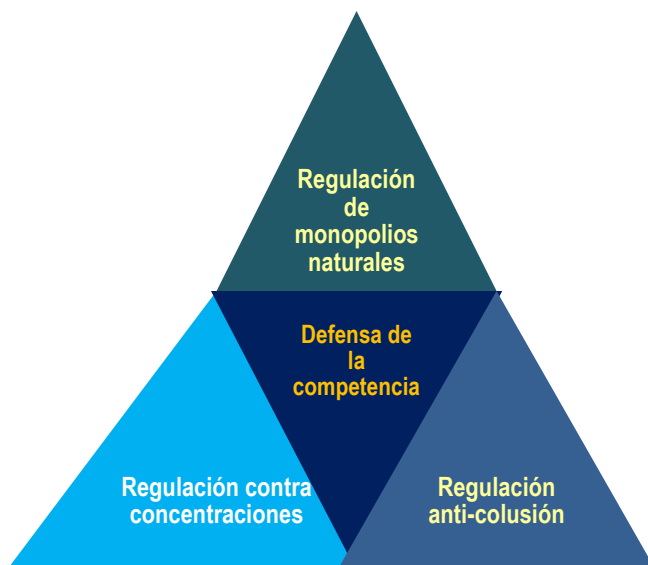 Regulación
de
monopolios
naturales
Defensa de
la
competencia
Regulación contra
concentraciones
Regulación
anti-colusión